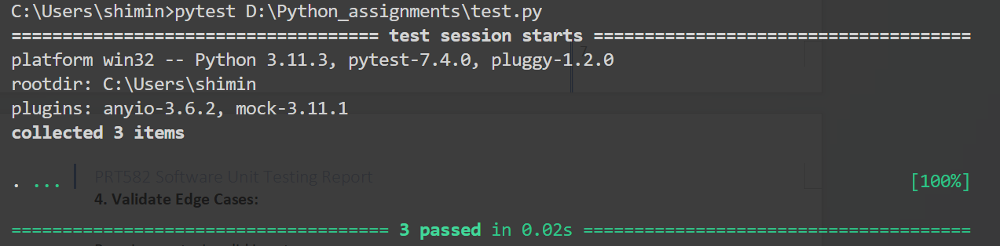 C:\Users\shimin>pytest D:\Python_assignments\test.py
==================================== test session starts =====================================
platform win32 -- Python 3.11.3, pytest-7.4.0, pluggy-1.2.0
7
rootdir: C:\Users\shimin
plugins: anyio-3.6.2, mock-3.11.1
collected 3 items
PRT582 Software Unit Testing Report
. ... [100%]
4. Validate Edge Cases:
===================================== 3 passed in 0.02s ======================================